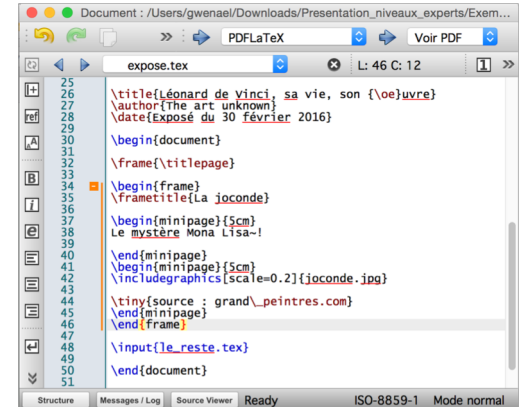 Document : /Users/gwenael/Downloads/Presentation_niveaux_experts/Exem...
» PDFLaTeX Voir PDF
expose.tex L: 46 C: 12 1 »
25
26 \title{Léonard de Vinci, sa vie, son {\oe}uvre}
27 \author{The art unknown}
28 \date{Exposé du 30 février 2016}
29
30 \begin{document}
31
32 \frame{\titlepage}
33
34 \begin{frame}
35 \frametitle{La joconde}
36
37 \begin{minipage}{5cm}
38 Le mystère Mona Lisa~!
39
40 \end{minipage}
41 \begin{minipage}{5cm}
42 \includegraphics[scale=0.2]{joconde.jpg}
43
44 \tiny{source : grand\_peintres.com}
45 \end{minipage}
46 \end{frame}
47
48 \input{le_reste.tex}
49
50 \end{document}
51
ref
B
i
e
Structure Messages / Log Source Viewer Ready ISO-8859-1 Mode normal